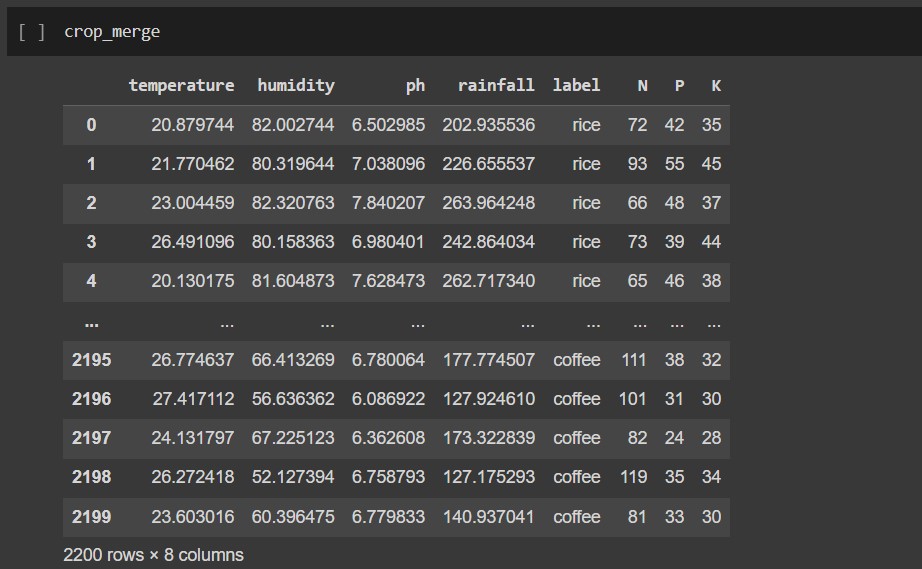 [ ] crop_merge
temperature humidity ph rainfall label N P K
0 20.879744 82.002744 6.502985 202.935536 rice 72 42 35
1 21.770462 80.319644 7.038096 226.655537 rice 93 55 45
2 23.004459 82.320763 7.840207 263.964248 rice 66 48 37
3 26.491096 80.158363 6.980401 242.864034 rice 73 39 44
4 20.130175 81.604873 7.628473 262.717340 rice 65 46 38
... ... ... ... ... ... ... ... ...
2195 26.774637 66.413269 6.780064 177.774507 coffee 111 38 32
2196 27.417112 56.636362 6.086922 127.924610 coffee 101 31 30
2197 24.131797 67.225123 6.362608 173.322839 coffee 82 24 28
2198 26.272418 52.127394 6.758793 127.175293 coffee 119 35 34
2199 23.603016 60.396475 6.779833 140.937041 coffee 81 33 30
2200 rows × 8 columns